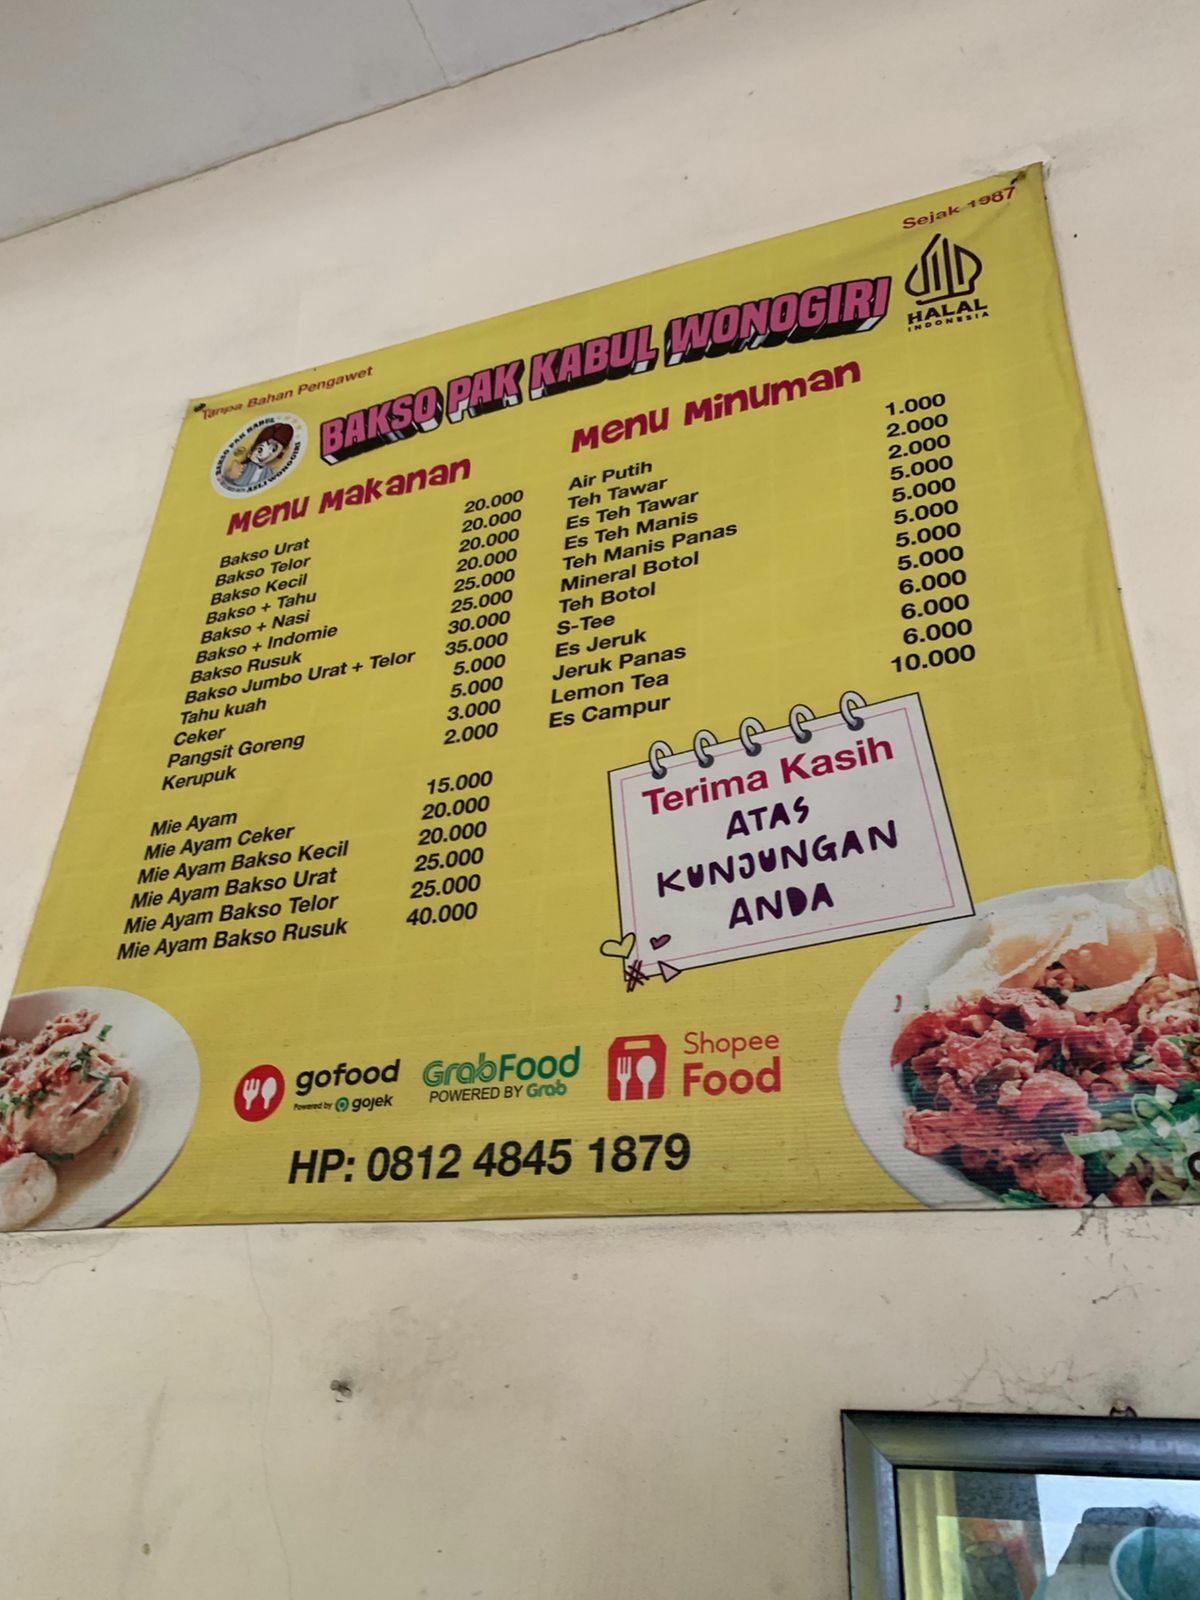 Sejak 1987
HALAL
INDONESIA
Tanpa Bahan Pengawet
BAKSO PAK KABUL
ASLI WONOGIRI
BAKSO PAK KABUL WONOGIRI
Menu Makanan
Bakso Urat 20.000
Bakso Telor 20.000
Bakso Kecil 20.000
Bakso + Tahu 20.000
Bakso + Nasi 25.000
Bakso + Indomie 25.000
Bakso Rusuk 30.000
Bakso Jumbo Urat + Telor 35.000
Tahu kuah 5.000
Ceker 5.000
Pangsit Goreng 3.000
Kerupuk 2.000
Mie Ayam 15.000
Mie Ayam Ceker 20.000
Mie Ayam Bakso Kecil 20.000
Mie Ayam Bakso Urat 25.000
Mie Ayam Bakso Telor 25.000
Mie Ayam Bakso Rusuk 40.000
Menu Minuman
Air Putih 1.000
Teh Tawar 2.000
Es Teh Tawar 2.000
Es Teh Manis 5.000
Teh Manis Panas 5.000
Mineral Botol 5.000
Teh Botol 5.000
S-Tee 5.000
Es Jeruk 6.000
Jeruk Panas 6.000
Lemon Tea 6.000
Es Campur 10.000
Terima Kasih
ATAS
KUNJUNGAN
ANDA
gofood
Powered by gojek
GrabFood
POWERED BY Grab
Shopee
Food
HP: 0812 4845 1879